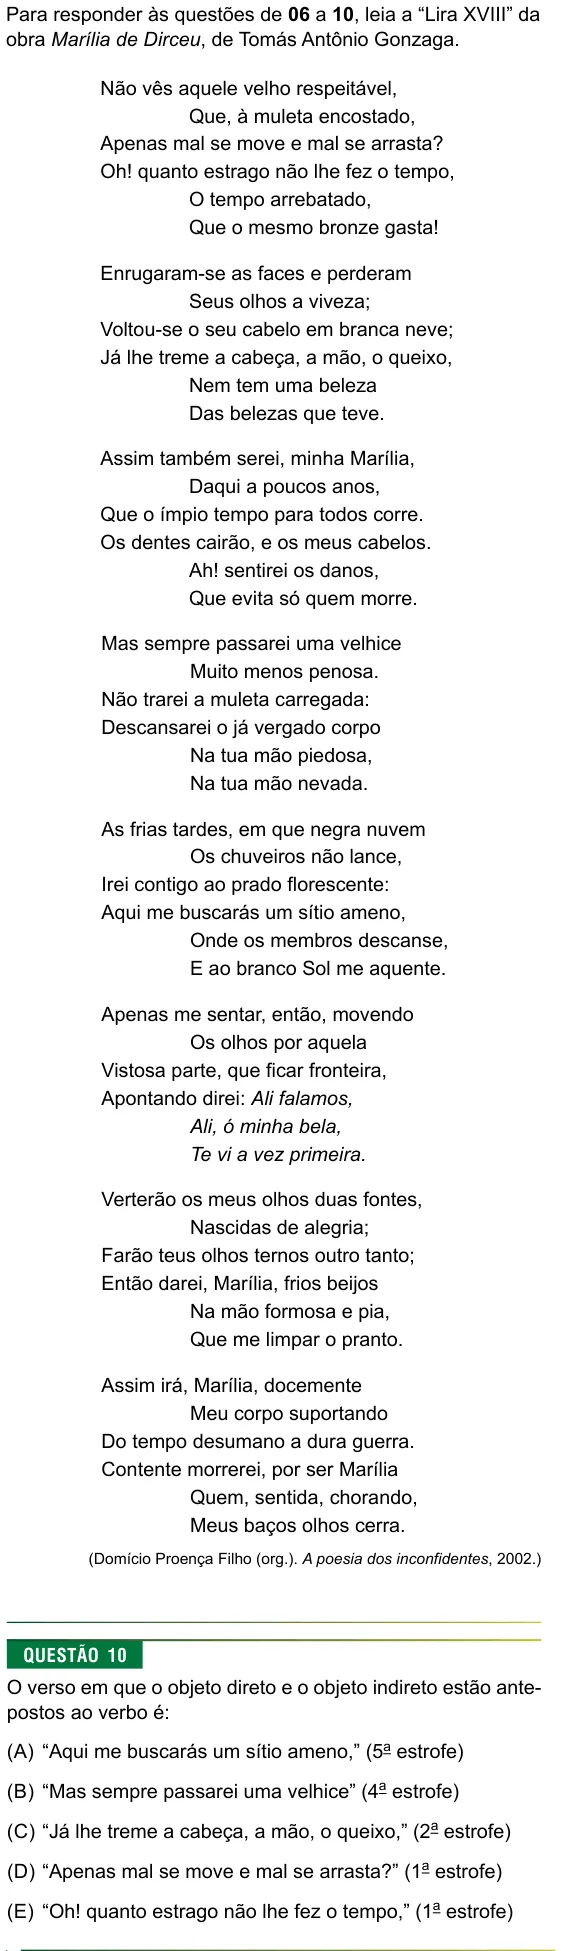 Para responder às questões de 06 a 10, leia a “Lira XVIII” da
obra Marília de Dirceu, de Tomás Antônio Gonzaga.
Não vês aquele velho respeitável,
Que, à muleta encostado,
Apenas mal se move e mal se arrasta?
Oh! quanto estrago não lhe fez o tempo,
O tempo arrebatado,
Que o mesmo bronze gasta!
Enrugaram-se as faces e perderam
Seus olhos a viveza;
Voltou-se o seu cabelo em branca neve;
Já lhe treme a cabeça, a mão, o queixo,
Nem tem uma beleza
Das belezas que teve.
Assim também serei, minha Marília,
Daqui a poucos anos,
Que o ímpio tempo para todos corre.
Os dentes cairão, e os meus cabelos.
Ah! sentirei os danos,
Que evita só quem morre.
Mas sempre passarei uma velhice
Muito menos penosa.
Não trarei a muleta carregada:
Descansarei o já vergado corpo
Na tua mão piedosa,
Na tua mão nevada.
As frias tardes, em que negra nuvem
Os chuveiros não lance,
Irei contigo ao prado florescente:
Aqui me buscarás um sítio ameno,
Onde os membros descanse,
E ao branco Sol me aquente.
Apenas me sentar, então, movendo
Os olhos por aquela
Vistosa parte, que ficar fronteira,
Apontando direi: Ali falamos,
Ali, ó minha bela,
Te vi a vez primeira.
Verterão os meus olhos duas fontes,
Nascidas de alegria;
Farão teus olhos ternos outro tanto;
Então darei, Marília, frios beijos
Na mão formosa e pia,
Que me limpar o pranto.
Assim irá, Marília, docemente
Meu corpo suportando
Do tempo desumano a dura guerra.
Contente morrerei, por ser Marília
Quem, sentida, chorando,
Meus baços olhos cerra.
(Domício Proença Filho (org.). A poesia dos inconfidentes, 2002.)
QUESTÃO 10
O verso em que o objeto direto e o objeto indireto estão ante-
postos ao verbo é:
(A) “Aqui me buscarás um sítio ameno,” (5ª estrofe)
(B) “Mas sempre passarei uma velhice” (4ª estrofe)
(C) “Já lhe treme a cabeça, a mão, o queixo,” (2ª estrofe)
(D) “Apenas mal se move e mal se arrasta?” (1ª estrofe)
(E) “Oh! quanto estrago não lhe fez o tempo,” (1ª estrofe)